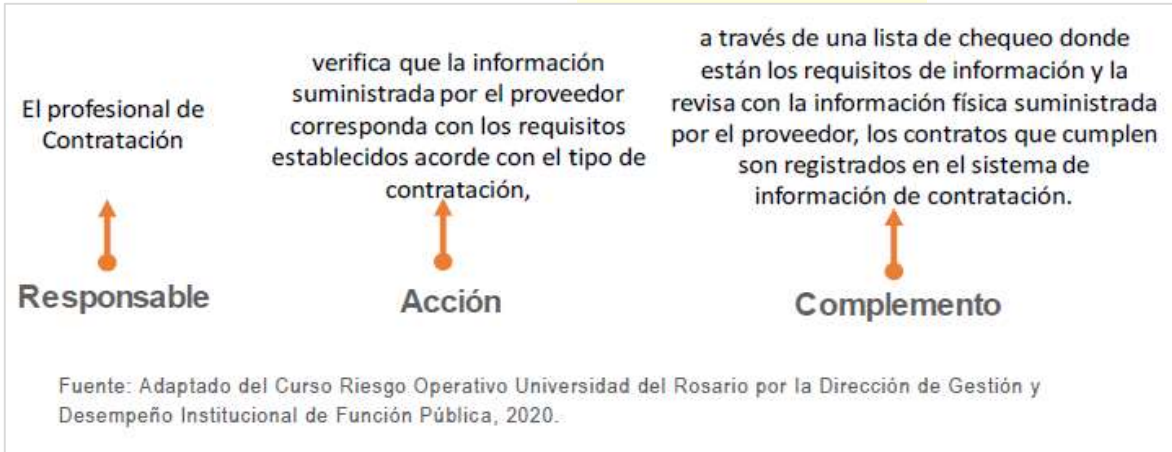 El profesional de
Contratación
verifica que la información
suministrada por el proveedor
corresponda con los requisitos
establecidos acorde con el tipo de
contratación,
a través de una lista de chequeo donde
están los requisitos de información y la
revisa con la información física suministrada
por el proveedor, los contratos que cumplen
son registrados en el sistema de
información de contratación.
Responsable
Acción
Complemento
Fuente: Adaptado del Curso Riesgo Operativo Universidad del Rosario por la Dirección de Gestión y
Desempeño Institucional de Función Pública, 2020.